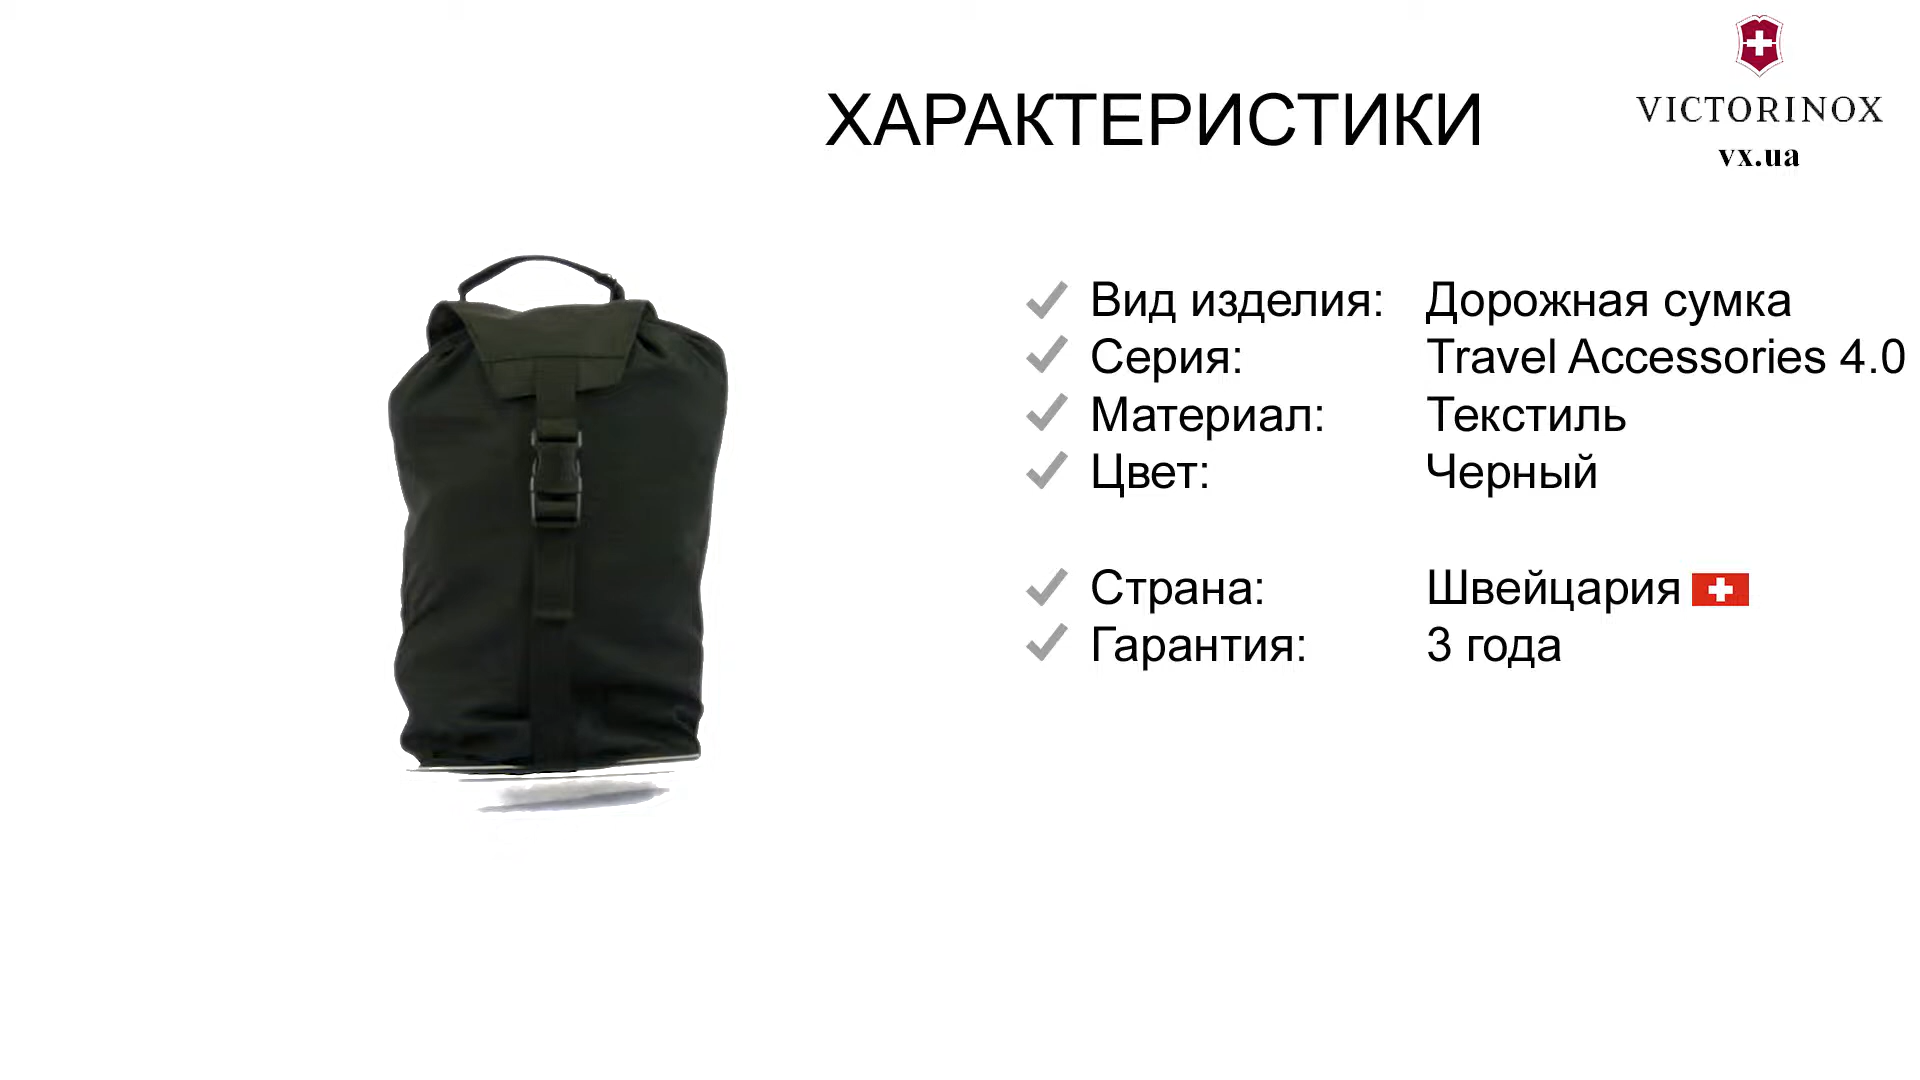 VICTORINOX
vx.ua
ХАРАКТЕРИСТИКИ
Вид изделия: Дорожная сумка
Серия: Travel Accessories 4.0
Материал: Текстиль
Цвет: Черный
Страна: Швейцария
Гарантия: 3 года